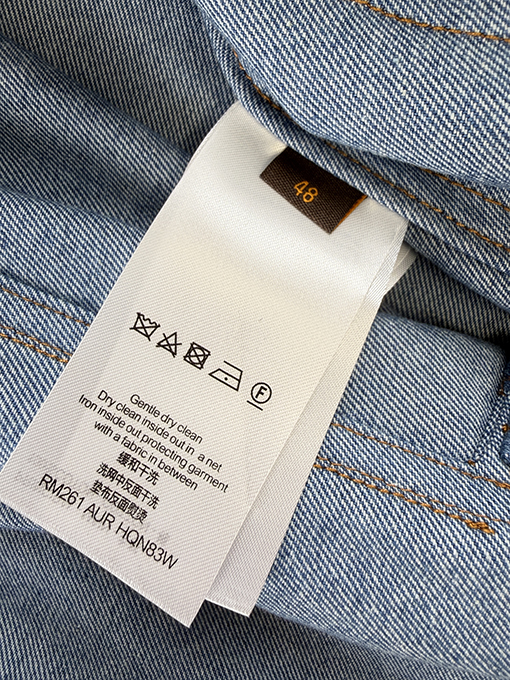 48
F
Gentle dry clean
Dry clean inside out in a net
Iron inside out protecting garment
with a fabric in between
缓和干洗
洗网中反面干洗
垫布反面熨烫
RM261 AUR HQN83W